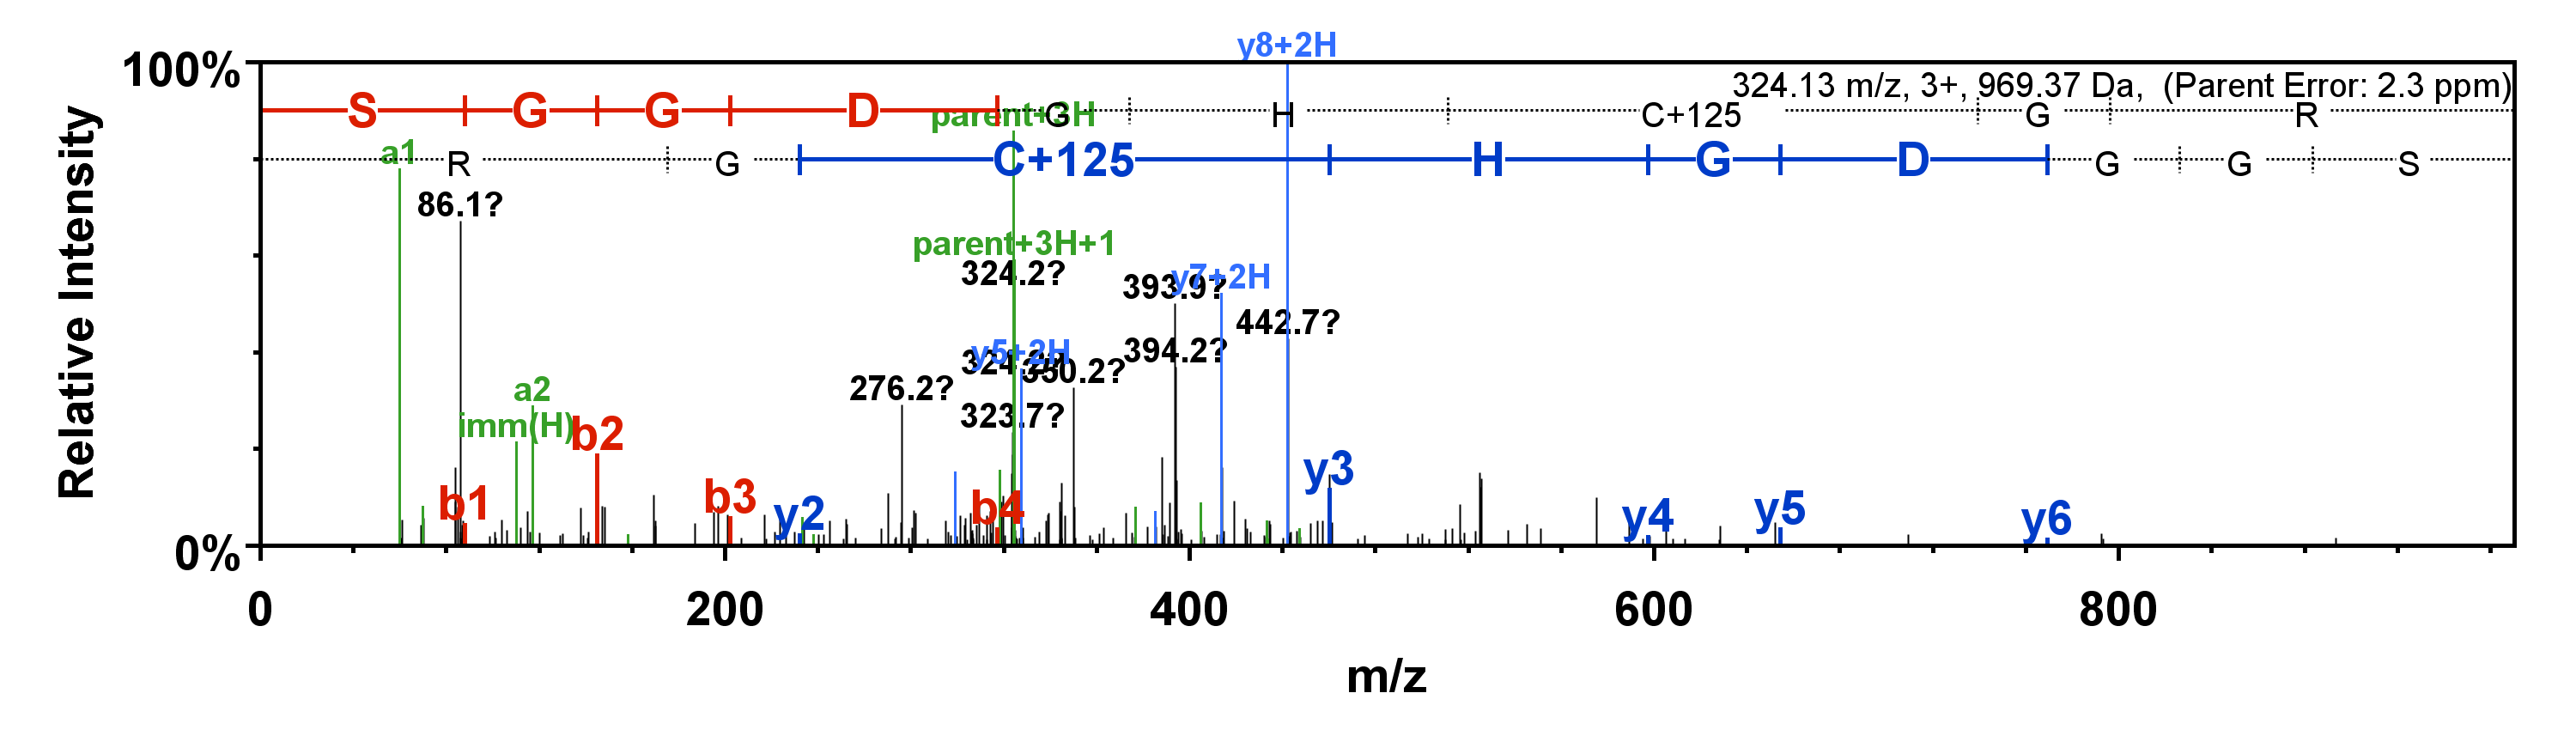 y8+2H
100%
324.13 m/z, 3+, 969.37 Da, (Parent Error: 2.3 ppm)
S G G D G H C+125 G R
parent+3H
a1
R G C+125 H G D G G S
86.1?
parent+3H+1
324.2?
393.9?
y7+2H
442.7?
y5+2H
324.2?
394.2?
350.2?
276.2?
a2
323.7?
imm(H)
b2
y3
b1
b3
y2
b4
y4
y5
y6
0%
Relative Intensity
0 200 400 600 800
m/z